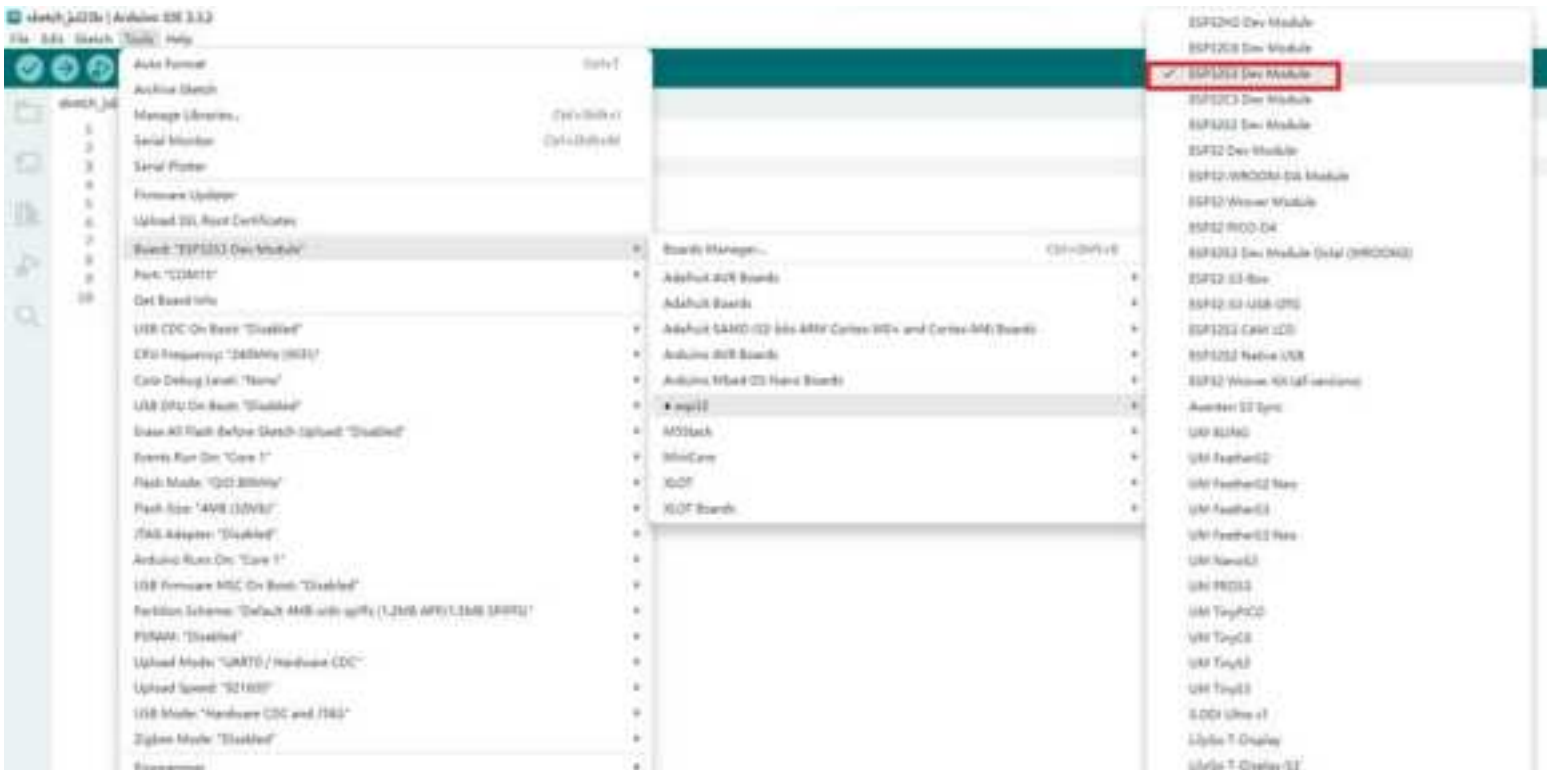 File Edit Sketch Tools Help
Auto Format Ctrl+T
Archive Sketch
Manage Libraries... Ctrl+Shift+I
Serial Monitor Ctrl+Shift+M
Serial Plotter
Firmware Updater
Upload SSL Root Certificates
Board: "ESP32S3 Dev Module"
Port: "COM15"
Get Board Info
USB CDC On Boot: "Disabled"
CPU Frequency: "240MHz (WiFi)"
Core Debug Level: "None"
USB DFU On Boot: "Disabled"
Erase All Flash Before Sketch Upload: "Disabled"
Events Run On: "Core 1"
Flash Mode: "QIO 80MHz"
Flash Size: "4MB (32Mb)"
JTAG Adapter: "Disabled"
Arduino Runs On: "Core 1"
USB Firmware MSC On Boot: "Disabled"
Partition Scheme: "Default 4MB with spiffs (1.2MB APP/1.5MB SPIFFS)"
PSRAM: "Disabled"
Upload Mode: "UART0 / Hardware CDC"
Upload Speed: "921600"
USB Mode: "Hardware CDC and JTAG"
Zigbee Mode: "Disabled"
Programmer
Boards Manager... Ctrl+Shift+B
Adafruit AVR Boards
Adafruit Boards
Adafruit SAMD (32-bits ARM Cortex-M0+ and Cortex-M4) Boards
Arduino AVR Boards
Arduino Mbed OS Nano Boards
esp32
M5Stack
MiniCore
XLOT
XLOT Boards
ESP32H2 Dev Module
ESP32C6 Dev Module
ESP32S3 Dev Module
ESP32C3 Dev Module
ESP32S2 Dev Module
ESP32 Dev Module
ESP32-WROOM-DA Module
ESP32 Wrover Module
ESP32 PICO-D4
ESP32S3 Dev Module Octal (WROOM2)
ESP32-S3-Box
ESP32-S3-USB-OTG
ESP32S3 CAM LCD
ESP32S2 Native USB
ESP32 Wrover Kit (all versions)
Aventen S3 Sync
UM BLING
UM FeatherS2
UM FeatherS2 Neo
UM FeatherS3
UM FeatherS3 Neo
UM NanoS3
UM PROS3
UM TinyPICO
UM TinyC6
UM TinyS2
UM TinyS3
S.ODI Ultra v1
LilyGo T-Display
LilyGo T-Display-S3